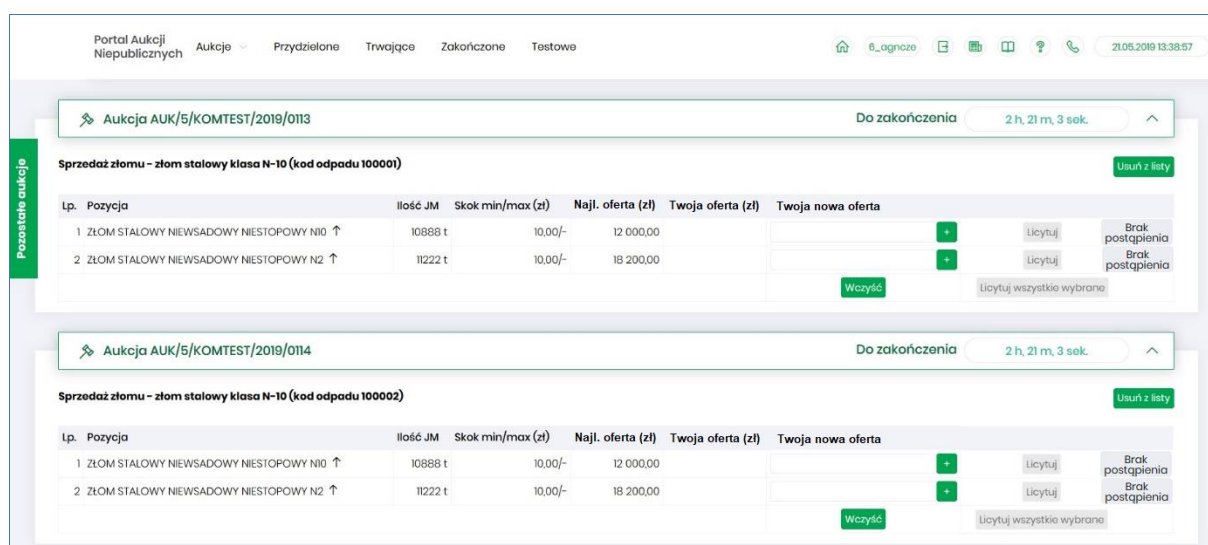 Portal Aukcji
Niepublicznych
Aukcje Przydzielone Trwające Zakończone Testowe 6_agncze 21.05.2019 13:38:57
Pozostałe aukcje
Aukcja AUK/5/KOMTEST/2019/0113 Do zakończenia 2 h, 21 m, 3 sek.
Sprzedaż złomu - złom stalowy klasa N-10 (kod odpadu 100001) Usuń z listy
Lp. Pozycja Ilość JM Skok min/max (zł) Najl. oferta (zł) Twoja oferta (zł) Twoja nowa oferta
1 ZŁOM STALOWY NIEWSADOWY NIESTOPOWY N10 ↑ 10888 t 10,00/- 12 000,00 + Licytuj Brak postąpienia
2 ZŁOM STALOWY NIEWSADOWY NIESTOPOWY N2 ↑ 11222 t 10,00/- 18 200,00 + Licytuj Brak postąpienia
Wczyść Licytuj wszystkie wybrane
Aukcja AUK/5/KOMTEST/2019/0114 Do zakończenia 2 h, 21 m, 3 sek.
Sprzedaż złomu - złom stalowy klasa N-10 (kod odpadu 100002) Usuń z listy
Lp. Pozycja Ilość JM Skok min/max (zł) Najl. oferta (zł) Twoja oferta (zł) Twoja nowa oferta
1 ZŁOM STALOWY NIEWSADOWY NIESTOPOWY N10 ↑ 10888 t 10,00/- 12 000,00 + Licytuj Brak postąpienia
2 ZŁOM STALOWY NIEWSADOWY NIESTOPOWY N2 ↑ 11222 t 10,00/- 18 200,00 + Licytuj Brak postąpienia
Wczyść Licytuj wszystkie wybrane